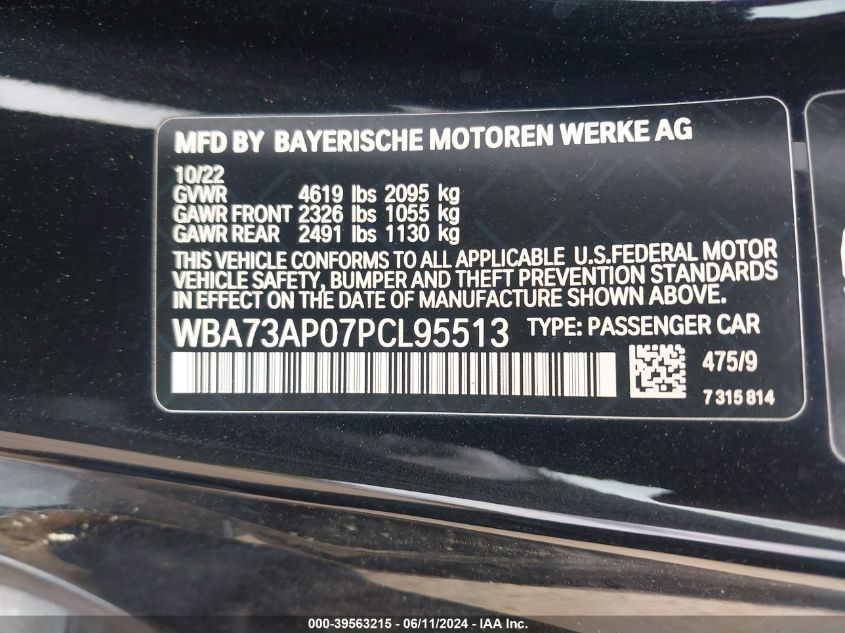 MFD BY BAYERISCHE MOTOREN WERKE AG
10/22
GVWR 4619 lbs 2095 kg
GAWR FRONT 2326 lbs 1055 kg
GAWR REAR 2491 lbs 1130 kg
THIS VEHICLE CONFORMS TO ALL APPLICABLE U.S.FEDERAL MOTOR
VEHICLE SAFETY, BUMPER AND THEFT PREVENTION STANDARDS
IN EFFECT ON THE DATE OF MANUFACTURE SHOWN ABOVE.
WBA73AP07PCL95513 TYPE: PASSENGER CAR
475/9
7 315 814
000-39563215 - 06/11/2024 - IAA Inc.